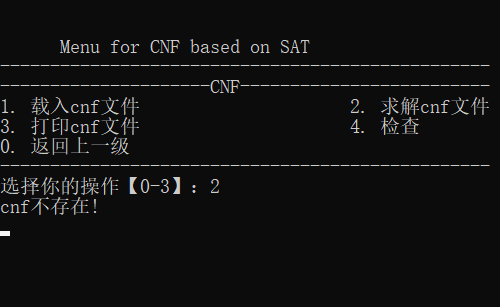 Menu for CNF based on SAT
-------------------------------------------------
---------------------CNF-------------------------
1. 载入cnf文件 2. 求解cnf文件
3. 打印cnf文件 4. 检查
0. 返回上一级
-------------------------------------------------
选择你的操作【0-3】: 2
cnf不存在!